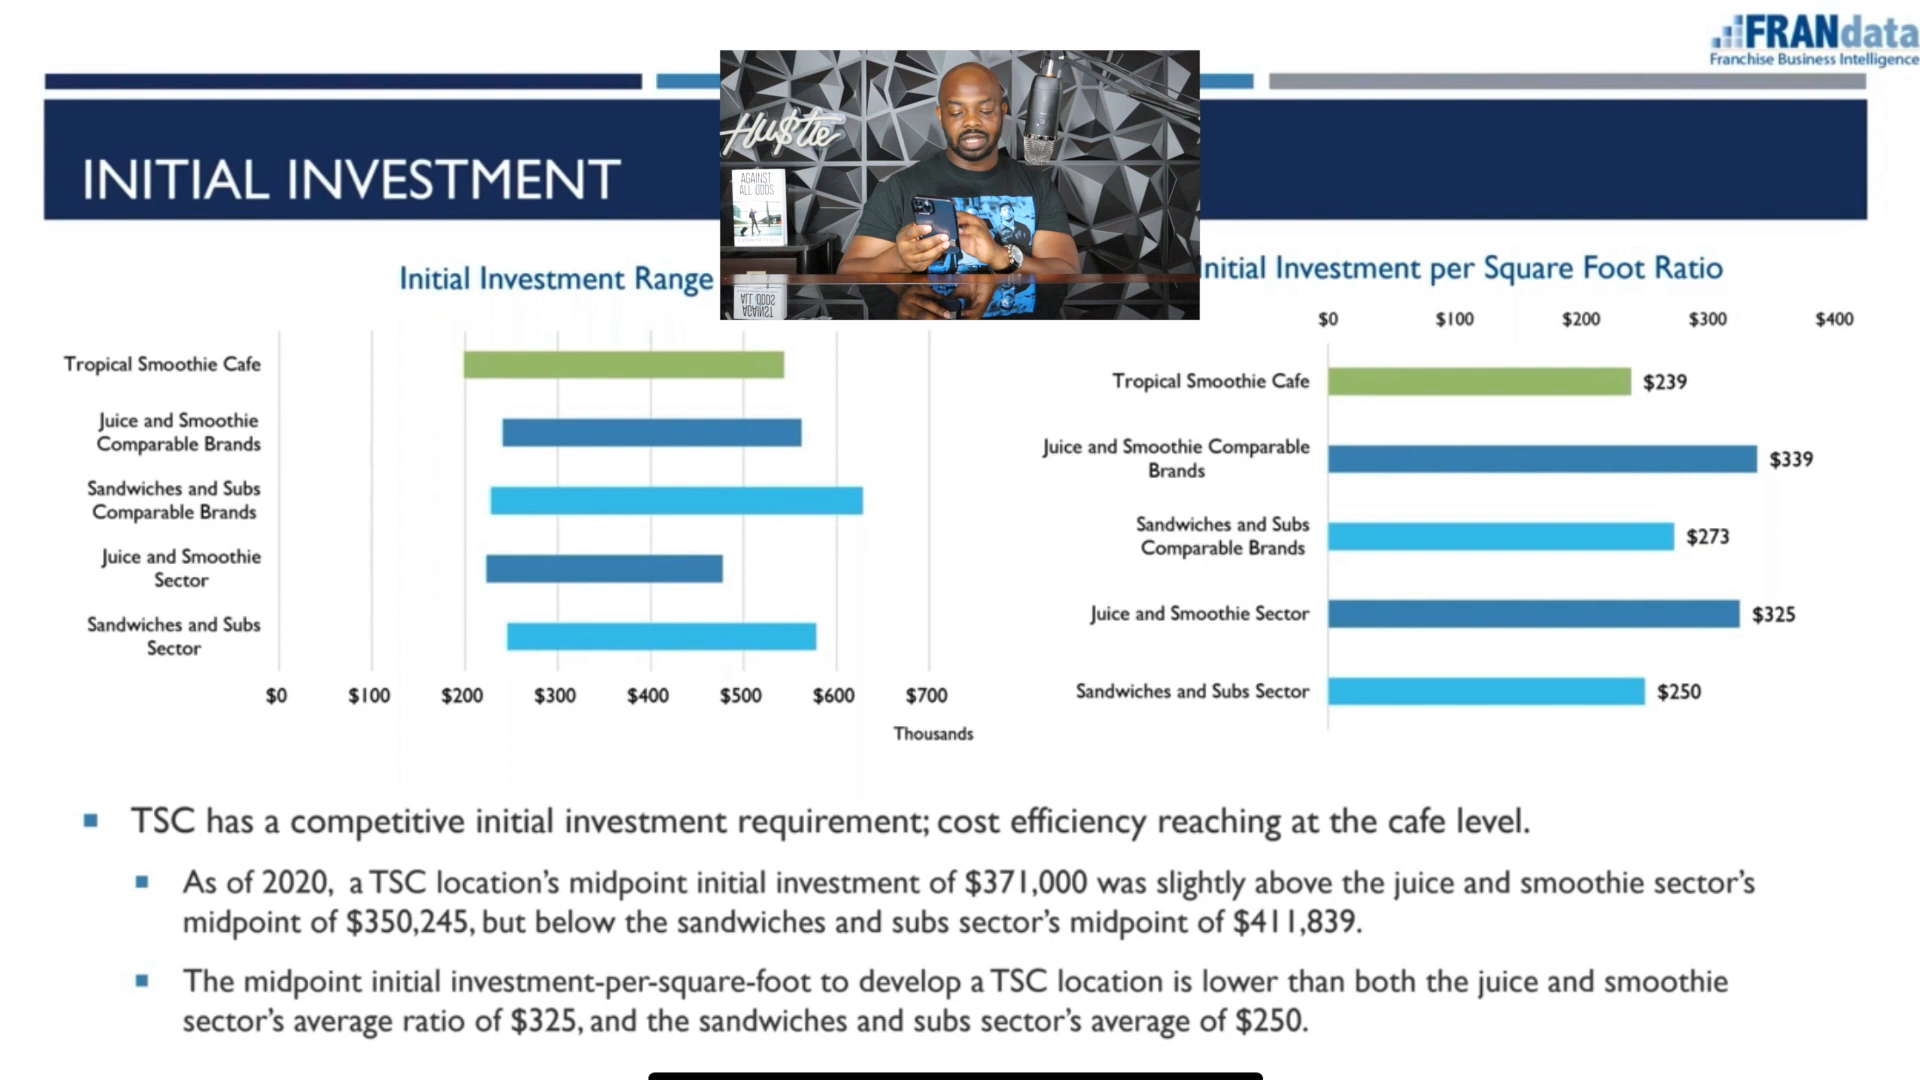 FRANdata
Franchise Business Intelligence
Hu$tle
AGAINST
ALL ODDS
INITIAL INVESTMENT
Initial Investment Range
Tropical Smoothie Cafe
Juice and Smoothie
Comparable Brands
Sandwiches and Subs
Comparable Brands
Juice and Smoothie
Sector
Sandwiches and Subs
Sector
$0 $100 $200 $300 $400 $500 $600 $700
Thousands
nitial Investment per Square Foot Ratio
$0 $100 $200 $300 $400
Tropical Smoothie Cafe $239
Juice and Smoothie Comparable
Brands
$339
Sandwiches and Subs
Comparable Brands
$273
Juice and Smoothie Sector $325
Sandwiches and Subs Sector $250
TSC has a competitive initial investment requirement; cost efficiency reaching at the cafe level.
As of 2020, a TSC location's midpoint initial investment of $371,000 was slightly above the juice and smoothie sector's
midpoint of $350,245, but below the sandwiches and subs sector's midpoint of $411,839.
The midpoint initial investment-per-square-foot to develop a TSC location is lower than both the juice and smoothie
sector's average ratio of $325, and the sandwiches and subs sector's average of $250.